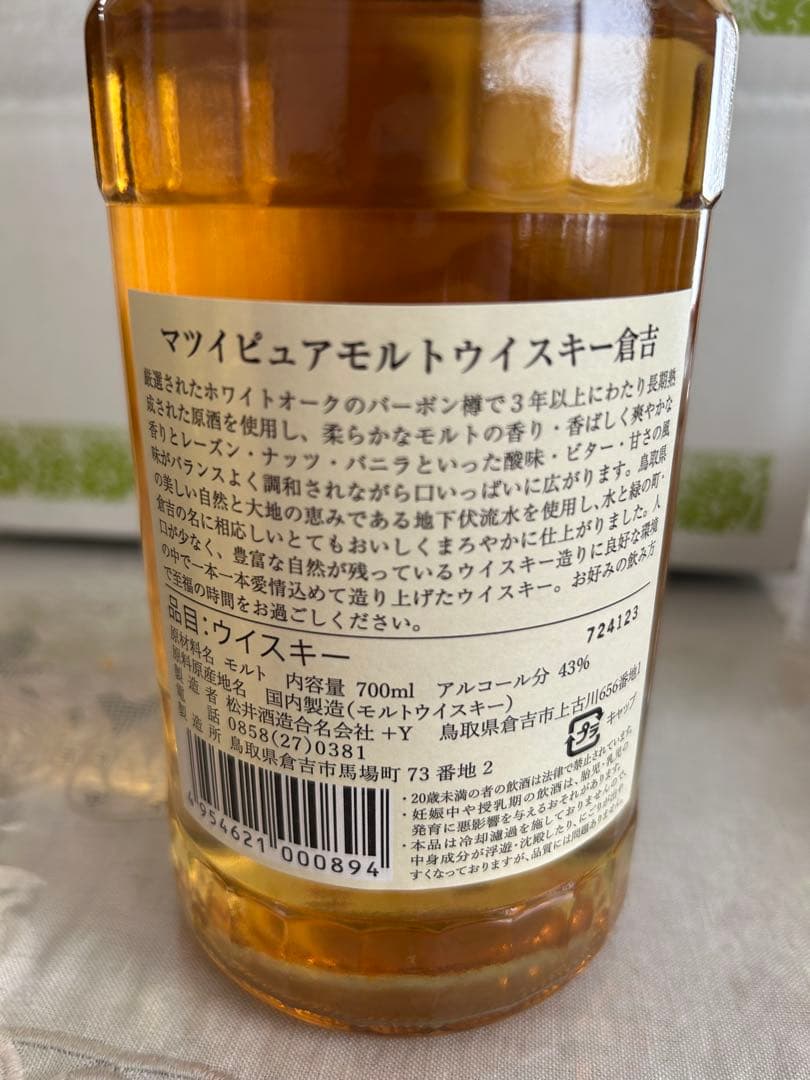 マツイピュアモルトウイスキー倉吉
厳選されたホワイトオークのバーボン樽で３年以上にわたり長期熟
成された原酒を使用し、柔らかなモルトの香り・香ばしく爽やかな
香りとレーズン・ナッツ・バニラといった酸味・ビター・甘さの風
味がバランスよく調和されながら口いっぱいに広がります。鳥取県
の美しい自然と大地の恵みである地下伏流水を使用し、水と緑の町・
倉吉の名に相応しいとてもおいしくまろやかに仕上がりました。人
口が少なく、豊富な自然が残っているウイスキー造りに良好な環境
の中で一本一本愛情込めて造り上げたウイスキー。お好みの飲み方
で至福の時間をお過ごしください。
724123
品目：ウイスキー
原材料名 モルト 内容量 700ml アルコール分 43%
原料原産地名 国内製造（モルトウイスキー）
製造者 松井酒造合名会社 +Y 鳥取県倉吉市上古川656番地1
電話 0858(27)0381
製造所 鳥取県倉吉市馬場町 73 番地 2
プラ キャップ
・20歳未満の者の飲酒は法律で禁止されています。
・妊娠中や授乳期の飲酒は、胎児・乳児の
発育に悪影響を与えるおそれがあります。
・本品は冷却濾過を施しておりませんので、
中身成分が浮遊・沈殿したり、にごりが出や
すくなっておりますが、品質には問題ありません。
4 954621 000894